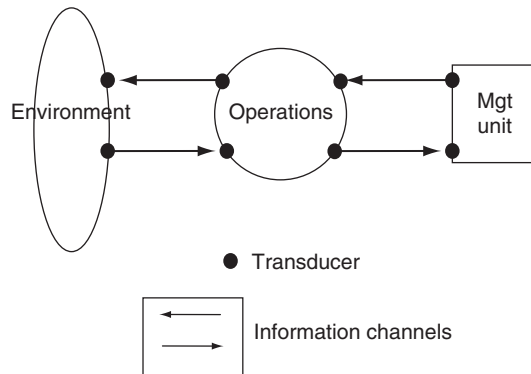 Environment
Operations
Mgt
unit
Transducer
Information channels